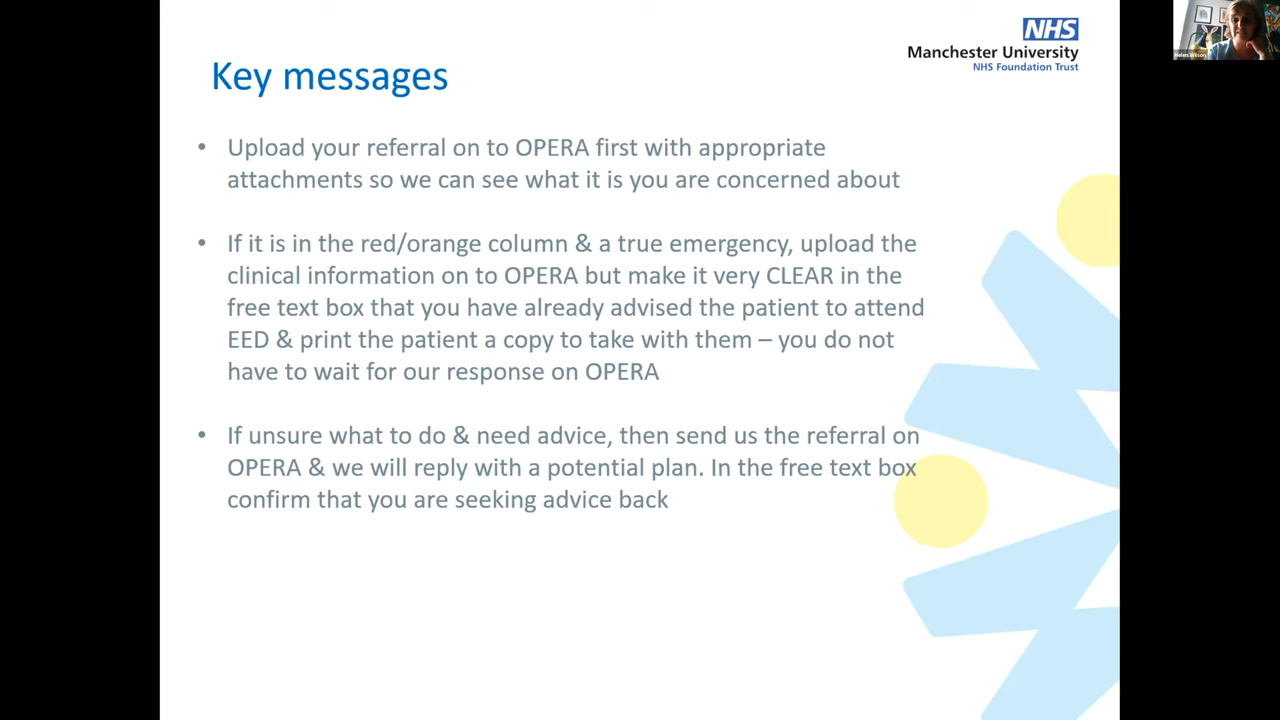 NHS
Manchester University
NHS Foundation Trust
Key messages
• Upload your referral on to OPERA first with appropriate
attachments so we can see what it is you are concerned about
• If it is in the red/orange column & a true emergency, upload the
clinical information on to OPERA but make it very CLEAR in the
free text box that you have already advised the patient to attend
EED & print the patient a copy to take with them – you do not
have to wait for our response on OPERA
• If unsure what to do & need advice, then send us the referral on
OPERA & we will reply with a potential plan. In the free text box
confirm that you are seeking advice back
Helen Wilson